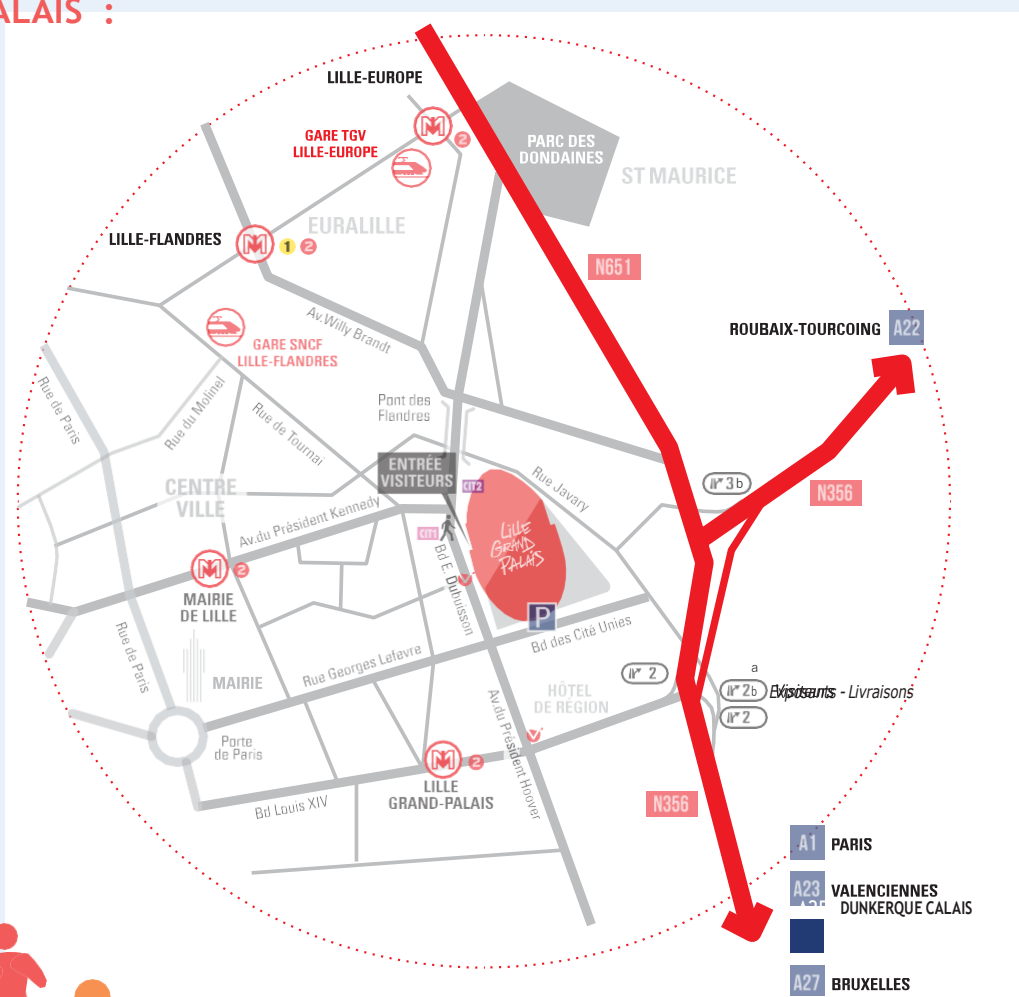 ALAIS :
LILLE-EUROPE
GARE TGV
LILLE-EUROPE
2
PARC DES
DONDAINES
ST MAURICE
EURALILLE
LILLE-FLANDRES
1 2
N651
Av.Willy Brandt
ROUBAIX-TOURCOING A22
GARE SNCF
LILLE-FLANDRES
Rue de Paris
Rue du Molinel
Rue de Tournai
Pont des
Flandres
ENTRÉE
VISITEURS
CIT2
Rue Javary
3b
N356
CENTRE
VILLE
Av.du Président Kennedy
CIT1
LiLLE
GRAND
PALAIS
Bd E. Dubuisson
2
MAIRIE
DE LILLE
P
Bd des Cité Unies
Rue de Paris
Rue Georges Lefèvre
MAIRIE
2
a
2b
- Livraisons
2
HÔTEL
DE RÉGION
Av.du Président Hoover
Porte
de Paris
2
LILLE
GRAND-PALAIS
Bd Louis XIV
N356
A1 PARIS
A23 VALENCIENNES
DUNKERQUE CALAIS
A27 BRUXELLES